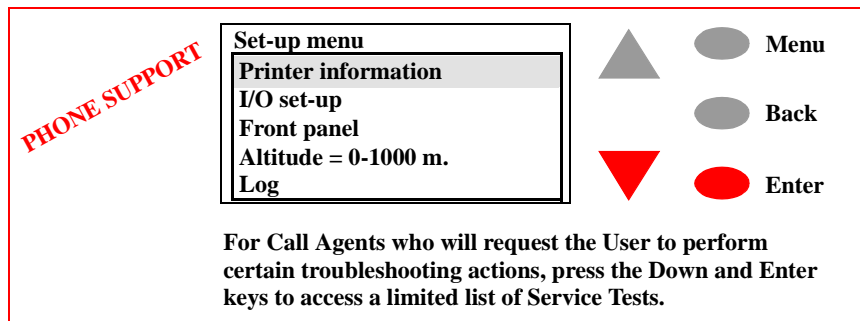 PHONE SUPPORT
Set-up menu
Printer information
I/O set-up
Front panel
Altitude = 0-1000 m.
Log
Menu
Back
Enter
For Call Agents who will request the User to perform
certain troubleshooting actions, press the Down and Enter
keys to access a limited list of Service Tests.